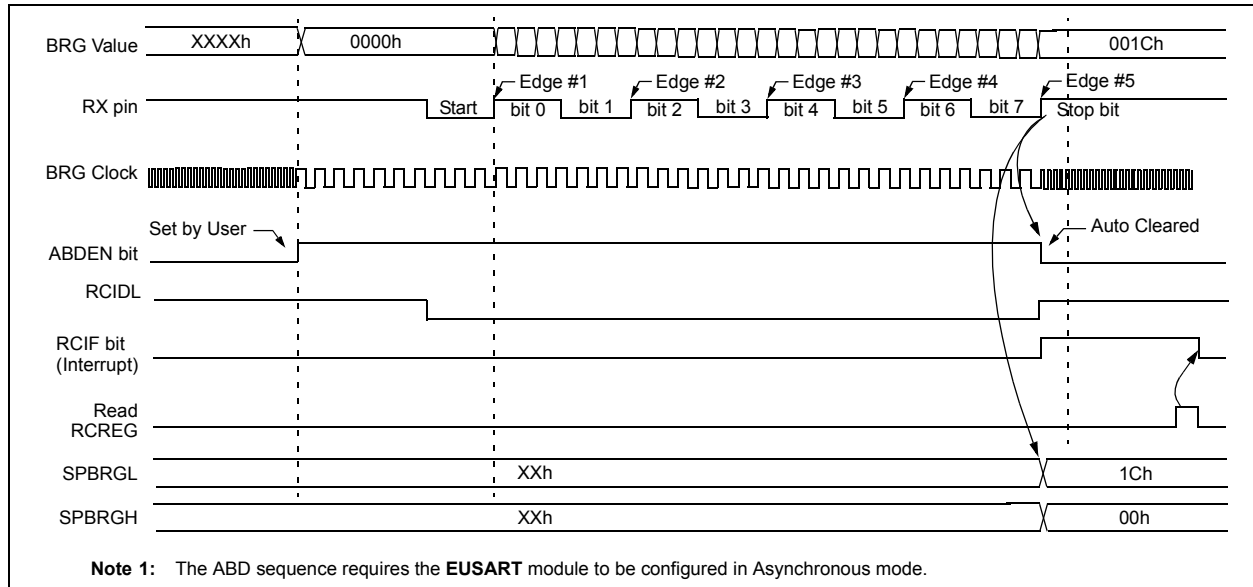 BRG Value XXXXh 0000h 001Ch
Edge #1 Edge #2 Edge #3 Edge #4 Edge #5
RX pin Start bit 0 bit 1 bit 2 bit 3 bit 4 bit 5 bit 6 bit 7 Stop bit
BRG Clock
Set by User Auto Cleared
ABDEN bit
RCIDL
RCIF bit
(Interrupt)
Read
RCREG
SPBRGL XXh 1Ch
SPBRGH XXh 00h
Note 1: The ABD sequence requires the EUSART module to be configured in Asynchronous mode.